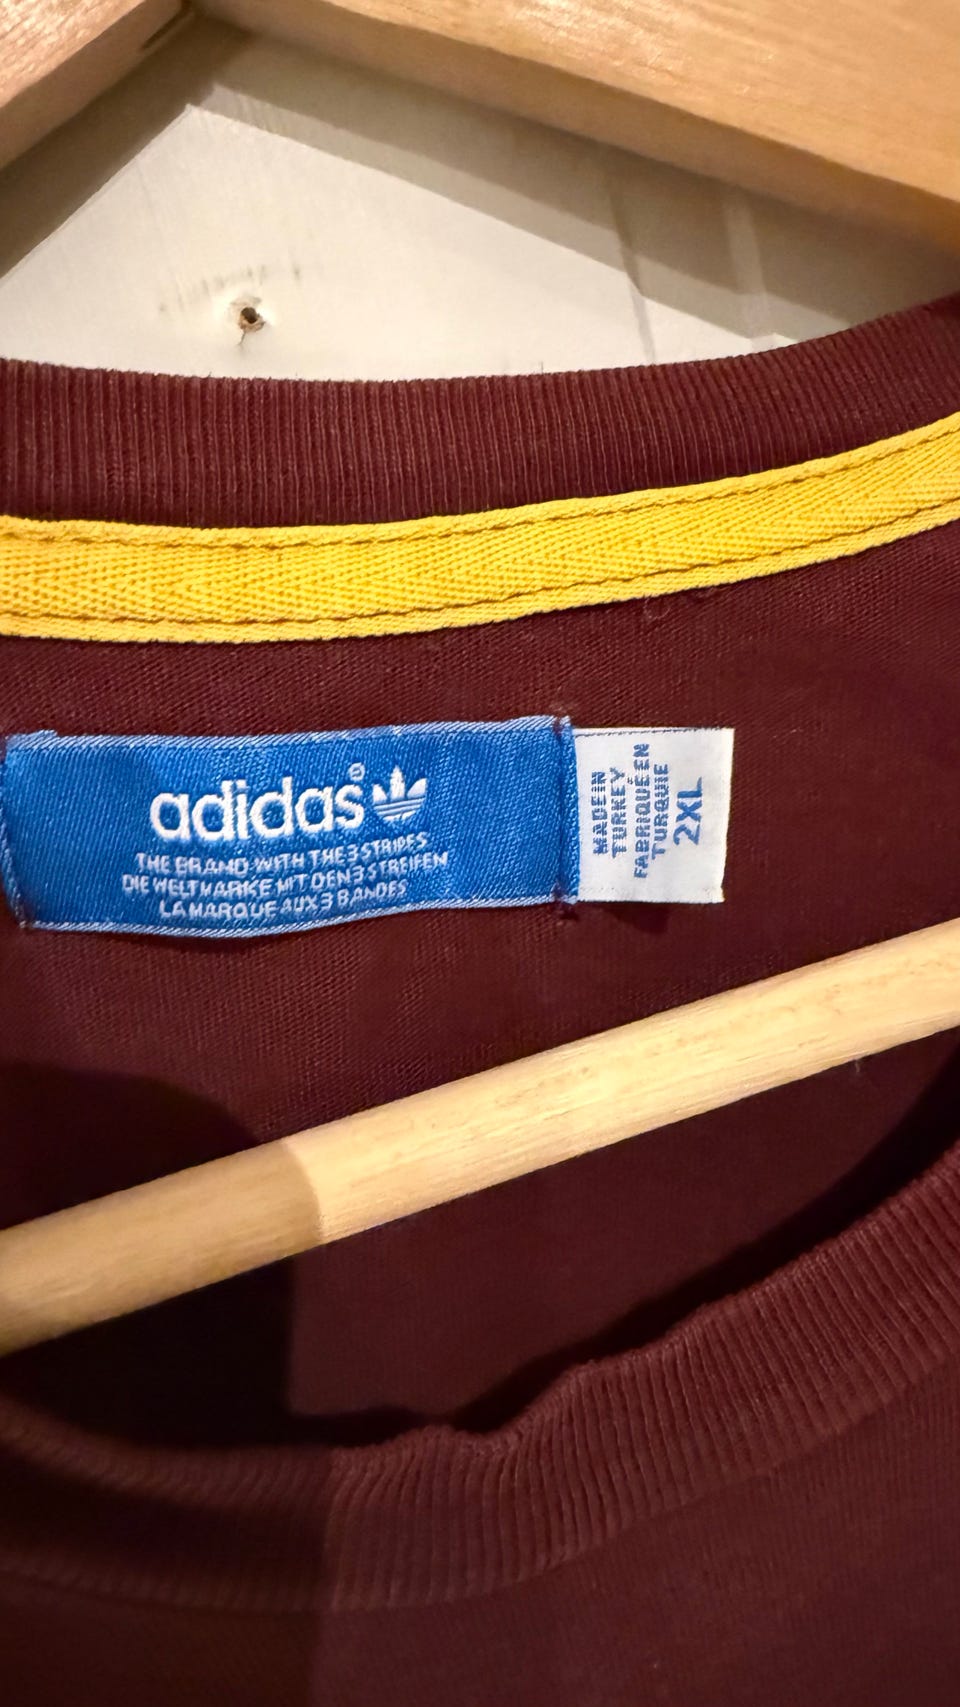 adidas®
THE BRAND WITH THE 3 STRIPES
DIE WELTMARKE MIT DEN 3 STREIFEN
LA MARQUE AUX 3 BANDES
MADE IN
TURKEY
FABRIQUÉ EN
TURQUIE
2XL